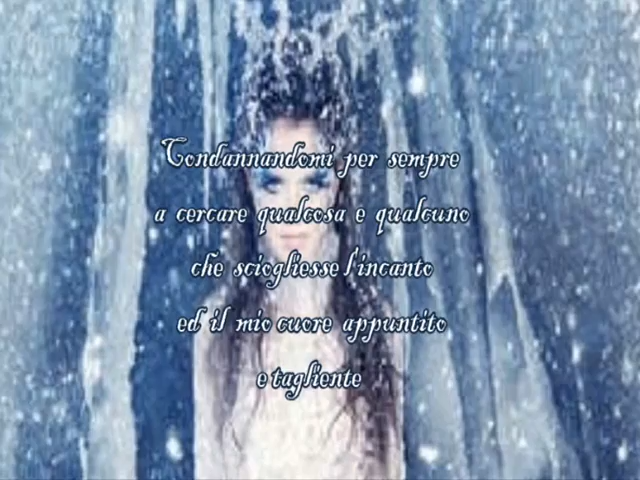 Condannandomi per sempre
a cercare qualcosa e qualcuno
che sciogliesse l'incanto
ed il mio cuore appuntito
e tagliente